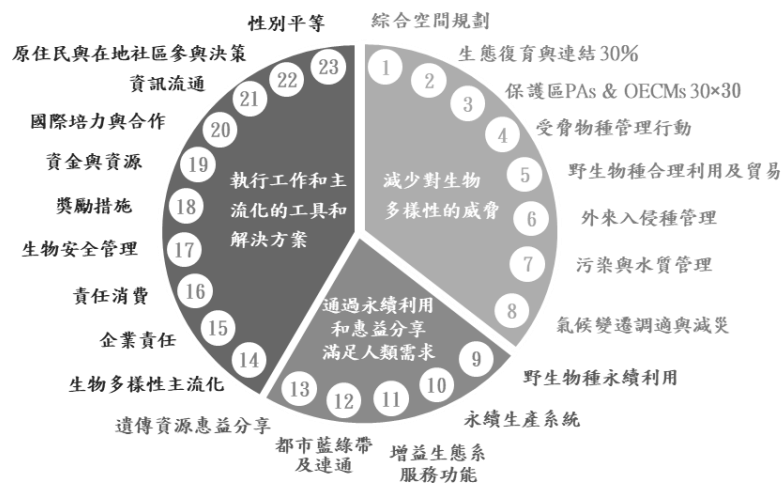 綜合空間規劃
1
生態復育與連結30%
2
保護區PAs & OECMs 30×30
3
受脅物種管理行動
4
野生物種合理利用及貿易
5
外來入侵種管理
6
污染與水質管理
7
氣候變遷調適與減災
8
減少對生物
多樣性的威脅
野生物種永續利用
9
永續生產系統
10
增益生態系
服務功能
11
都市藍綠帶
及連通
12
遺傳資源惠益分享
13
通過永續利用
和惠益分享
滿足人類需求
生物多樣性主流化
14
企業責任
15
責任消費
16
生物安全管理
17
獎勵措施
18
資金與資源
19
國際培力與合作
20
資訊流通
21
原住民與在地社區參與決策
22
性別平等
23
執行工作和主
流化的工具和
解決方案